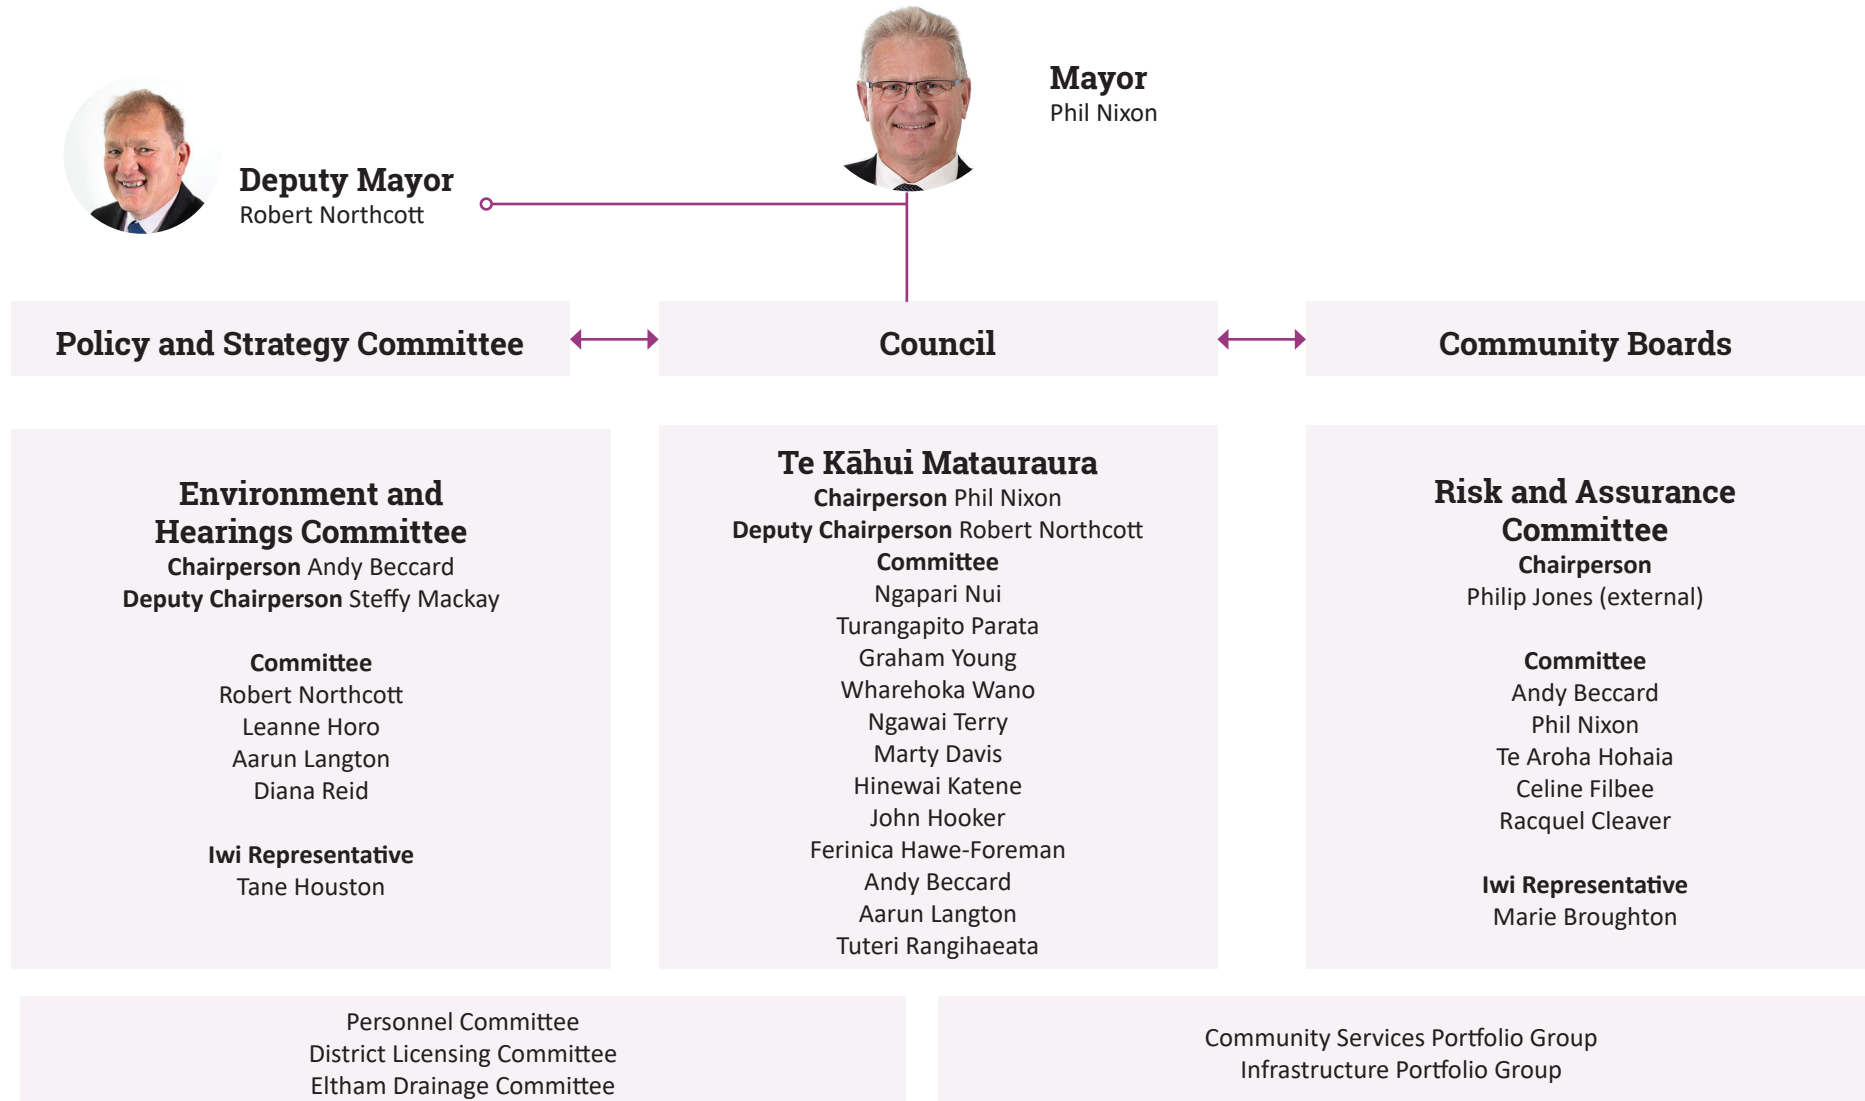 Mayor
Phil Nixon
Deputy Mayor
Robert Northcott
Policy and Strategy Committee
Council
Community Boards
Environment and
Hearings Committee
Chairperson Andy Beccard
Deputy Chairperson Steffy Mackay
Committee
Robert Northcott
Leanne Horo
Aarun Langton
Diana Reid
Iwi Representative
Tane Houston
Te Kāhui Matauraura
Chairperson Phil Nixon
Deputy Chairperson Robert Northcott
Committee
Ngapari Nui
Turangapito Parata
Graham Young
Wharehoka Wano
Ngawai Terry
Marty Davis
Hinewai Katene
John Hooker
Ferinica Hawe-Foreman
Andy Beccard
Aarun Langton
Tuteri Rangihaeata
Risk and Assurance
Committee
Chairperson
Philip Jones (external)
Committee
Andy Beccard
Phil Nixon
Te Aroha Hohaia
Celine Filbee
Racquel Cleaver
Iwi Representative
Marie Broughton
Personnel Committee
District Licensing Committee
Eltham Drainage Committee
Community Services Portfolio Group
Infrastructure Portfolio Group